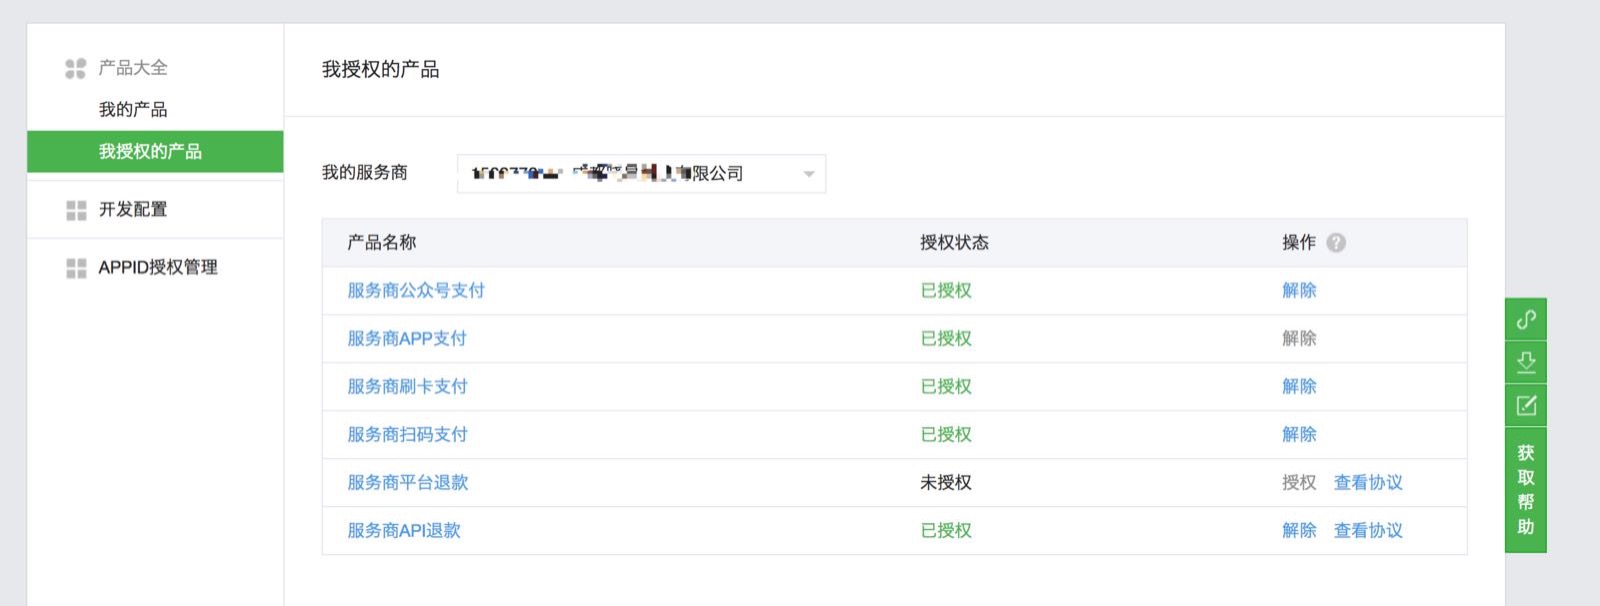 产品大全
我的产品
我授权的产品
开发配置
APPID授权管理
我授权的产品
我的服务商 限公司
产品名称 授权状态 操作 ?
服务商公众号支付 已授权 解除
服务商APP支付 已授权 解除
服务商刷卡支付 已授权 解除
服务商扫码支付 已授权 解除
服务商平台退款 未授权 授权 查看协议
服务商API退款 已授权 解除 查看协议
获取帮助